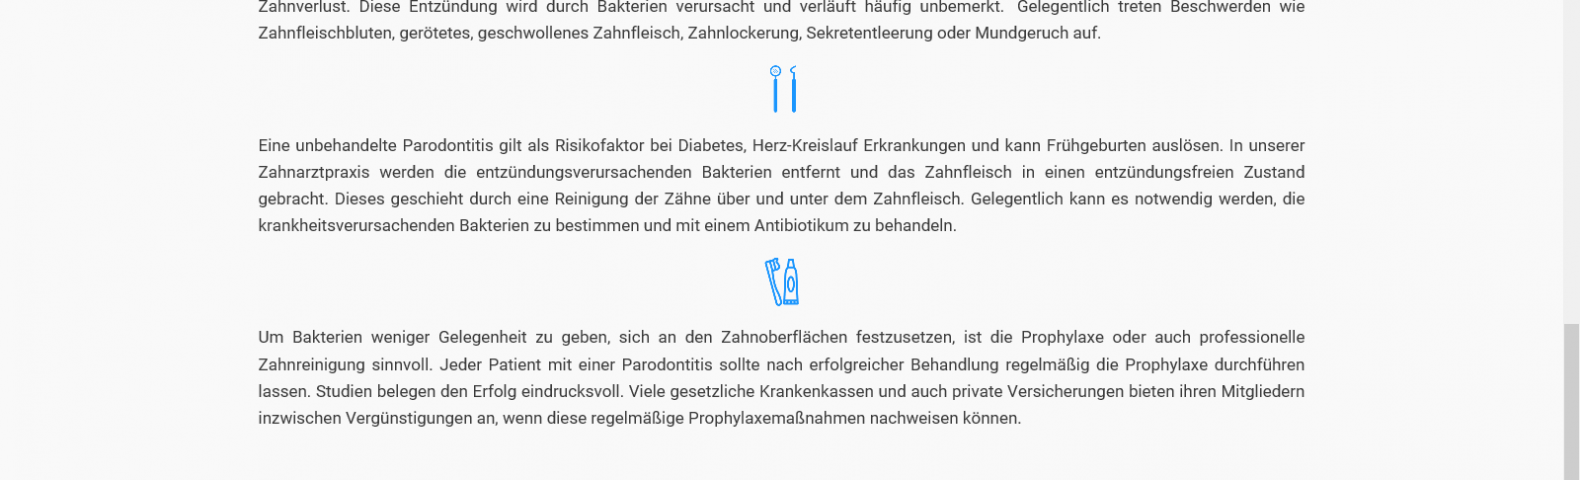 Zahnverlust. Diese Entzündung wird durch Bakterien verursacht und verläuft häufig unbemerkt. Gelegentlich treten Beschwerden wie
Zahnfleischbluten, gerötetes, geschwollenes Zahnfleisch, Zahnlockerung, Sekretentleerung oder Mundgeruch auf.
Eine unbehandelte Parodontitis gilt als Risikofaktor bei Diabetes, Herz-Kreislauf Erkrankungen und kann Frühgeburten auslösen. In unserer
Zahnarztpraxis werden die entzündungsverursachenden Bakterien entfernt und das Zahnfleisch in einen entzündungsfreien Zustand
gebracht. Dieses geschieht durch eine Reinigung der Zähne über und unter dem Zahnfleisch. Gelegentlich kann es notwendig werden, die
krankheitsverursachenden Bakterien zu bestimmen und mit einem Antibiotikum zu behandeln.
Um Bakterien weniger Gelegenheit zu geben, sich an den Zahnoberflächen festzusetzen, ist die Prophylaxe oder auch professionelle
Zahnreinigung sinnvoll. Jeder Patient mit einer Parodontitis sollte nach erfolgreicher Behandlung regelmäßig die Prophylaxe durchführen
lassen. Studien belegen den Erfolg eindrucksvoll. Viele gesetzliche Krankenkassen und auch private Versicherungen bieten ihren Mitgliedern
inzwischen Vergünstigungen an, wenn diese regelmäßige Prophylaxemaßnahmen nachweisen können.